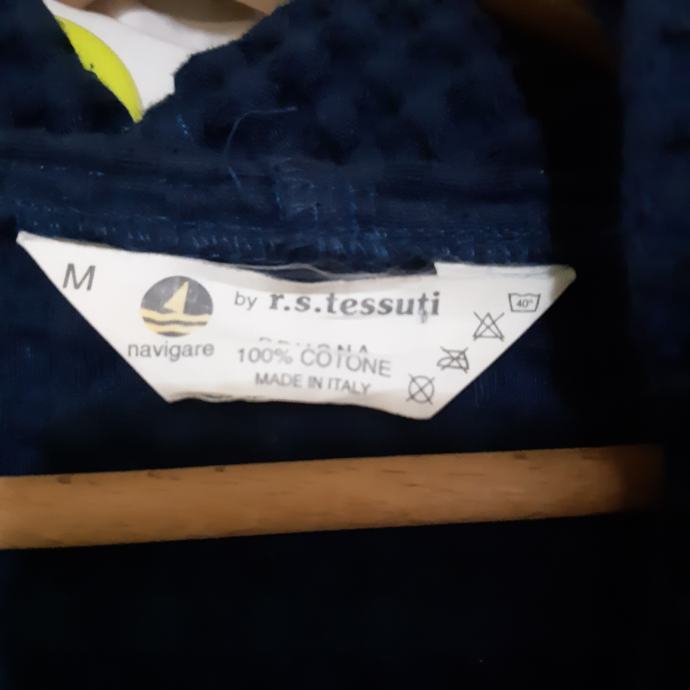 M
by r.s.tessuti
navigare
100% COTONE
MADE IN ITALY
40°